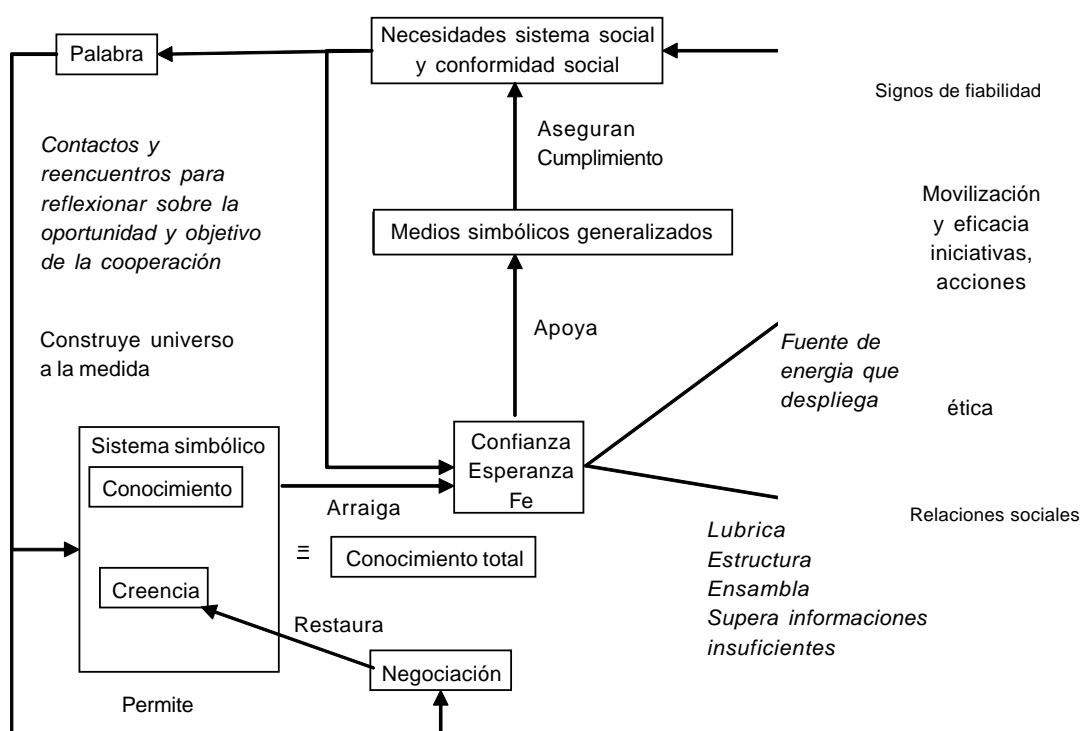 Palabra
Necesidades sistema social
y conformidad social
Signos de fiabilidad
Contactos y
reencuentros para
reflexionar sobre la
oportunidad y objetivo
de la cooperación
Aseguran
Cumplimiento
Movilización
y eficacia
iniciativas,
acciones
Medios simbólicos generalizados
Construye universo
a la medida
Apoya
Fuente de
energia que
despliega
ética
Sistema simbólico
Conocimiento
Arraiga
Confianza
Esperanza
Fe
Relaciones sociales
=
Conocimiento total
Lubrica
Estructura
Ensambla
Supera informaciones
insuficientes
Creencia
Restaura
Negociación
Permite